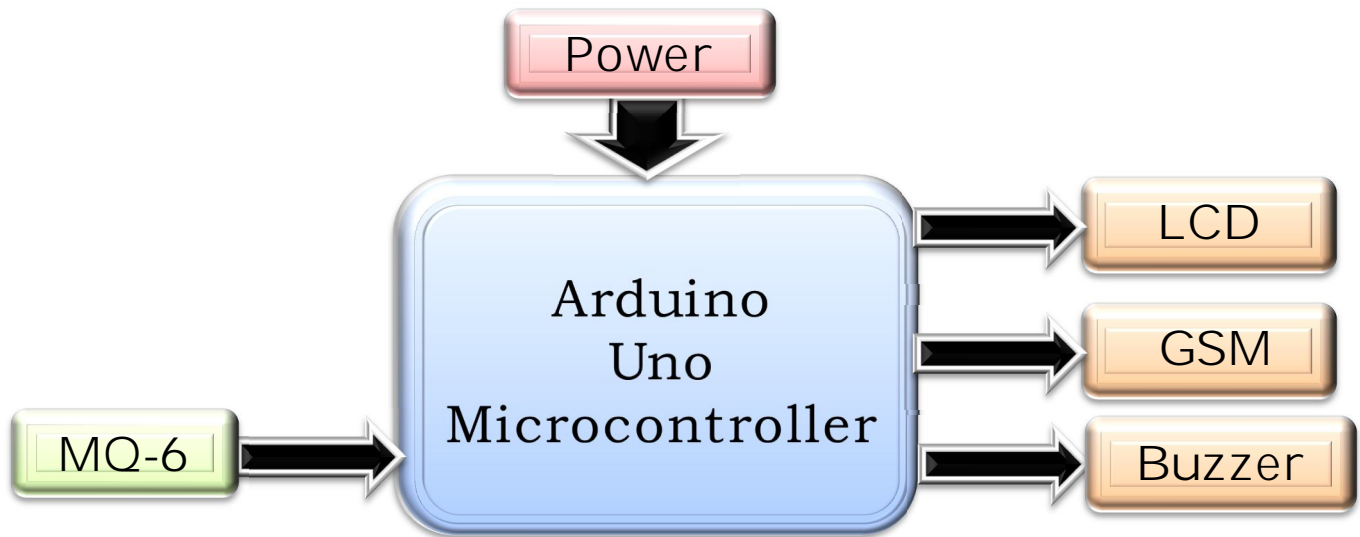 Power
LCD
Arduino
Uno
Microcontroller
GSM
MQ-6
Buzzer